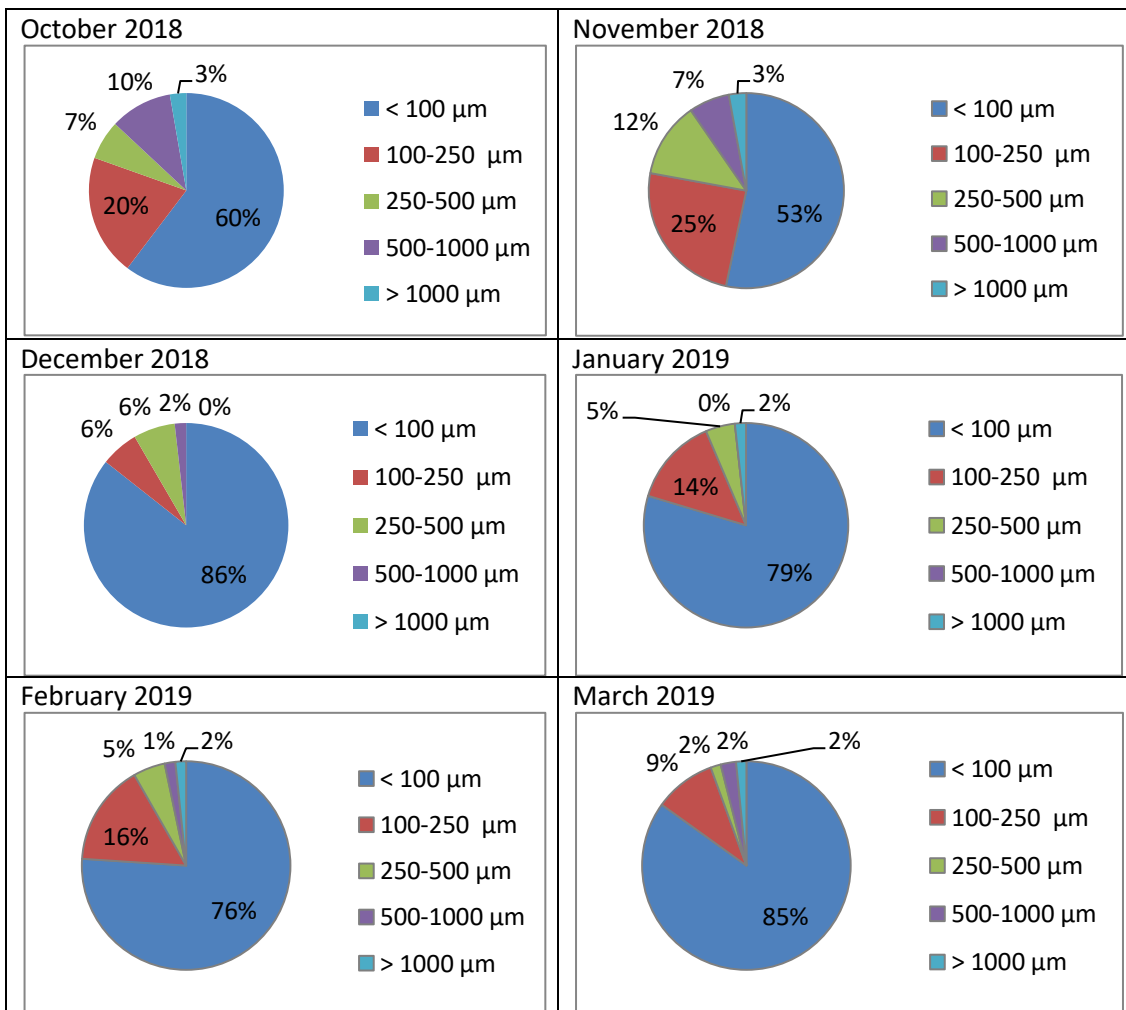 October 2018
3%
10%
7%
20%
60%
< 100 µm
100-250 µm
250-500 µm
500-1000 µm
> 1000 µm
November 2018
3%
7%
12%
25%
53%
< 100 µm
100-250 µm
250-500 µm
500-1000 µm
> 1000 µm
December 2018
6% 2% 0%
6%
86%
< 100 µm
100-250 µm
250-500 µm
500-1000 µm
> 1000 µm
January 2019
5% 0% 2%
14%
79%
< 100 µm
100-250 µm
250-500 µm
500-1000 µm
> 1000 µm
February 2019
5% 1% 2%
16%
76%
< 100 µm
100-250 µm
250-500 µm
500-1000 µm
> 1000 µm
March 2019
9% 2% 2% 2%
85%
< 100 µm
100-250 µm
250-500 µm
500-1000 µm
> 1000 µm